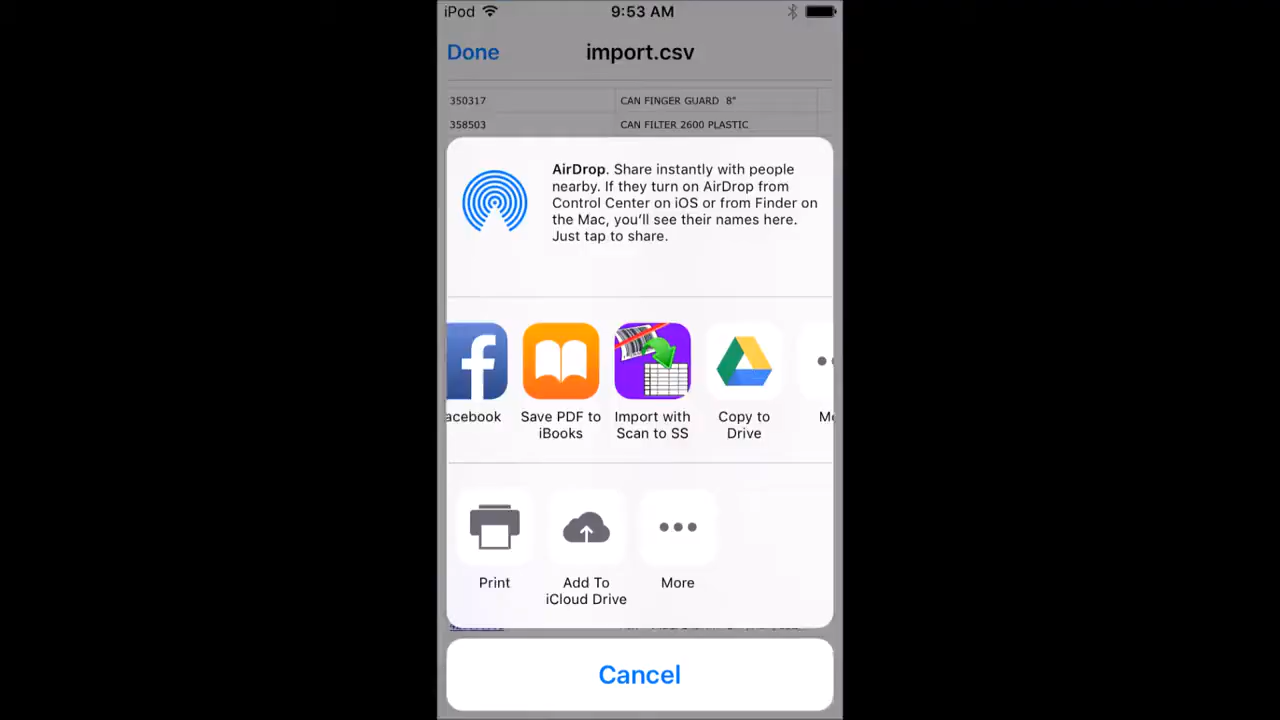 iPod 9:53 AM
Done import.csv
350317 CAN FINGER GUARD 8"
358503 CAN FILTER 2600 PLASTIC
AirDrop. Share instantly with people
nearby. If they turn on AirDrop from
Control Center on iOS or from Finder on
the Mac, you'll see their names here.
Just tap to share.
acebook
Save PDF to
iBooks
Import with
Scan to SS
Copy to
Drive
Mo
Print
Add To
iCloud Drive
More
Cancel